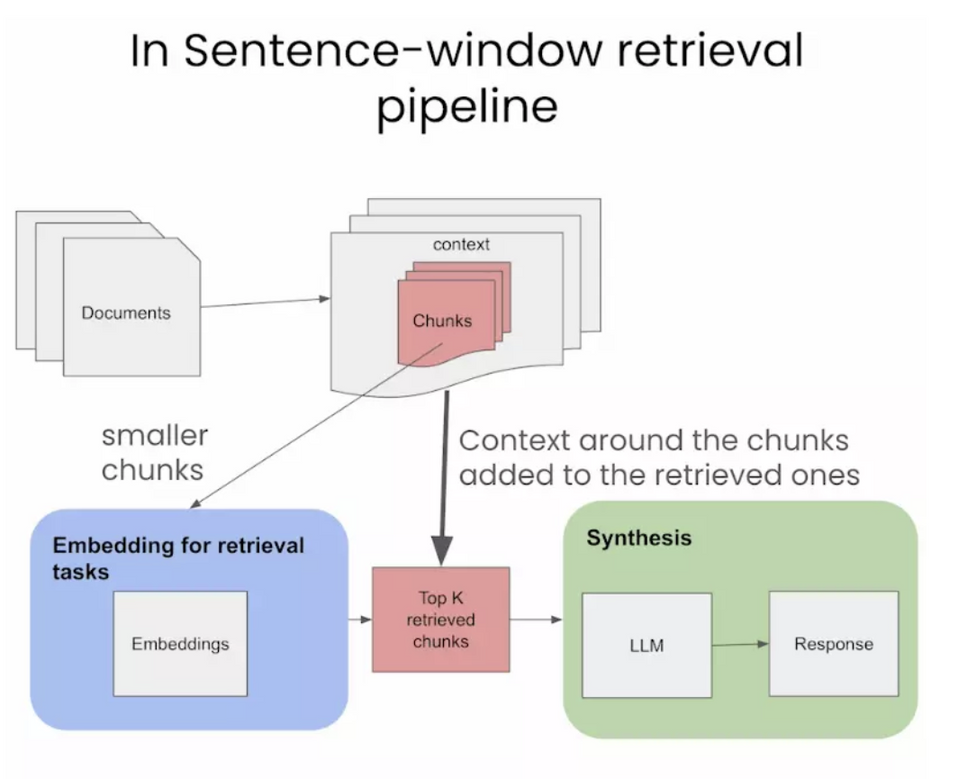 In Sentence-window retrieval
pipeline
context
Documents
Chunks
smaller
chunks
Context around the chunks
added to the retrieved ones
Embedding for retrieval
tasks
Embeddings
Top K
retrieved
chunks
Synthesis
LLM
Response